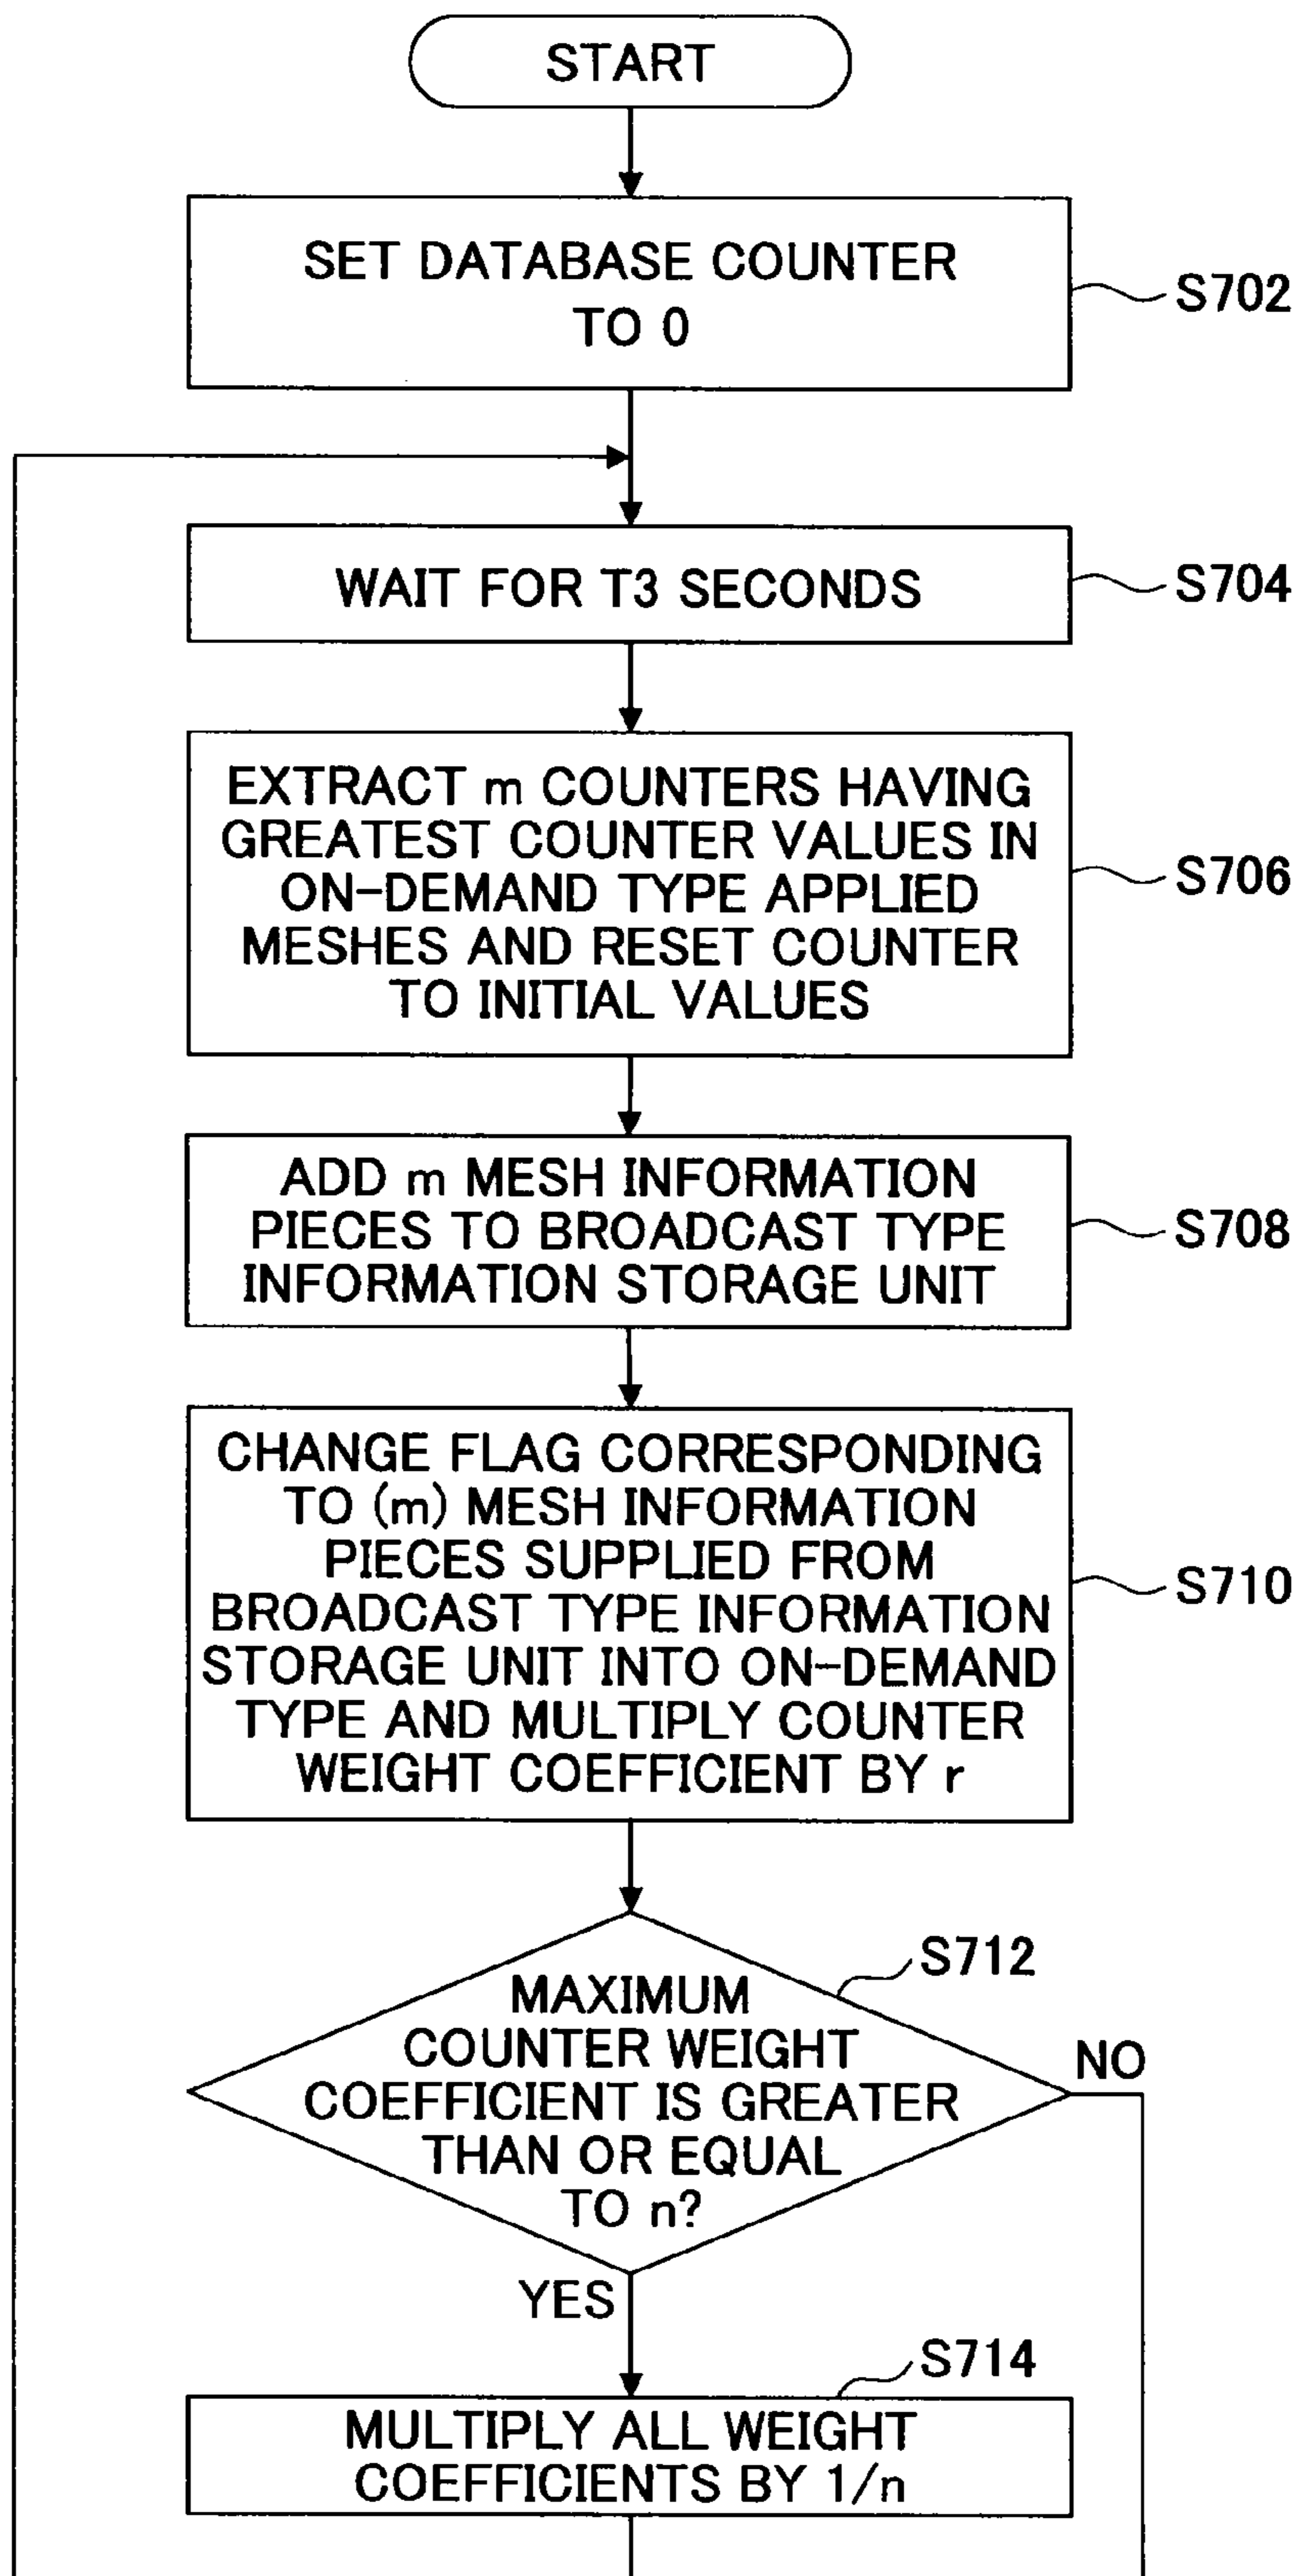 START
SET DATABASE COUNTER
TO 0
S702
WAIT FOR T3 SECONDS
S704
EXTRACT m COUNTERS HAVING
GREATEST COUNTER VALUES IN
ON-DEMAND TYPE APPLIED
MESHES AND RESET COUNTER
TO INITIAL VALUES
S706
ADD m MESH INFORMATION
PIECES TO BROADCAST TYPE
INFORMATION STORAGE UNIT
S708
CHANGE FLAG CORRESPONDING
TO (m) MESH INFORMATION
PIECES SUPPLIED FROM
BROADCAST TYPE INFORMATION
STORAGE UNIT INTO ON-DEMAND
TYPE AND MULTIPLY COUNTER
WEIGHT COEFFICIENT BY r
S710
S712
MAXIMUM
COUNTER WEIGHT
COEFFICIENT IS GREATER
THAN OR EQUAL
TO n?
NO
YES
S714
MULTIPLY ALL WEIGHT
COEFFICIENTS BY 1/n